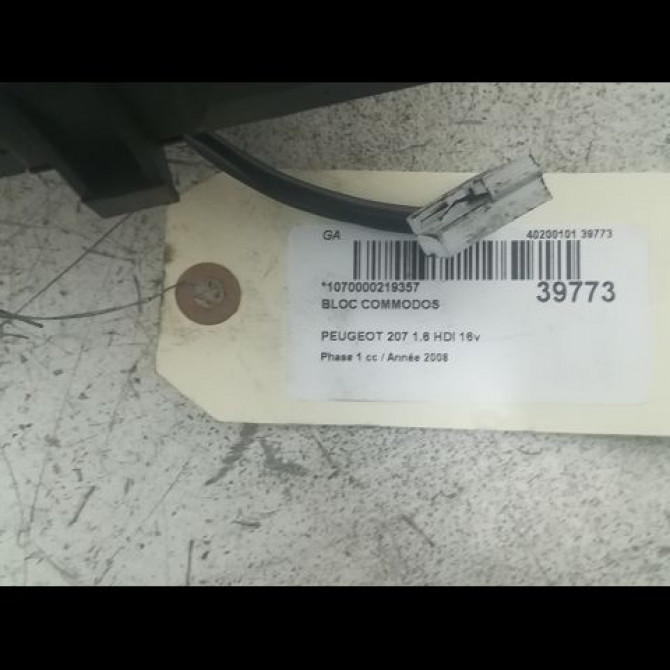 GA 40200101 39773
*1070000219357 39773
BLOC COMMODOS
PEUGEOT 207 1.6 HDI 16v
Phase 1 cc / Année 2008